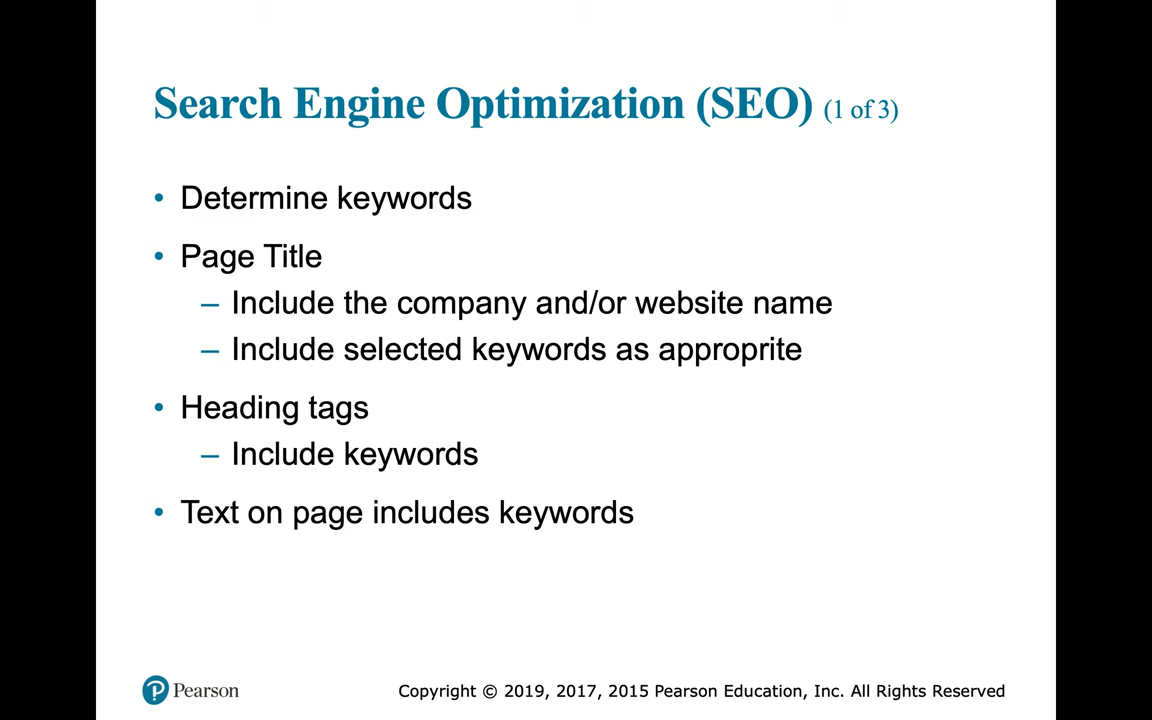 Search Engine Optimization (SEO) (1 of 3)
• Determine keywords
• Page Title
– Include the company and/or website name
– Include selected keywords as approprite
• Heading tags
– Include keywords
• Text on page includes keywords
Pearson
Copyright © 2019, 2017, 2015 Pearson Education, Inc. All Rights Reserved